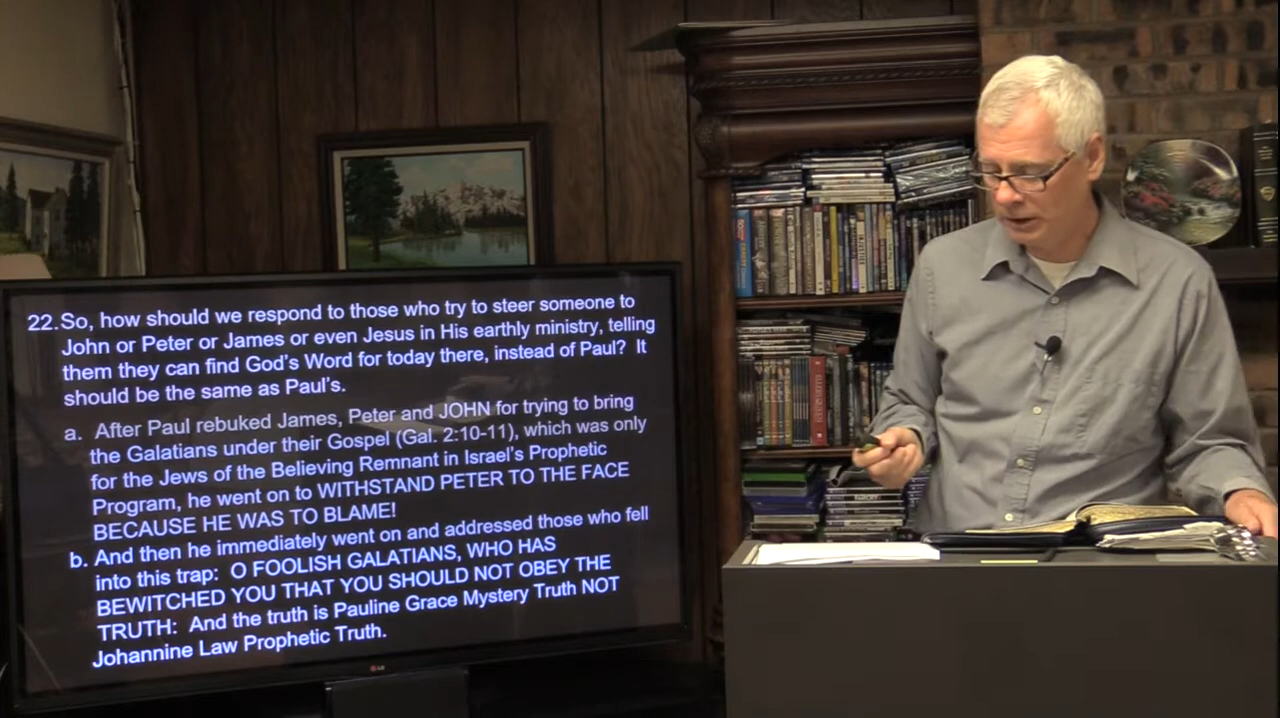 22. So, how should we respond to those who try to steer someone to
John or Peter or James or even Jesus in His earthly ministry, telling
them they can find God's Word for today there, instead of Paul? It
should be the same as Paul's.
a. After Paul rebuked James, Peter and JOHN for trying to bring
the Galatians under their Gospel (Gal. 2:10-11), which was only
for the Jews of the Believing Remnant in Israel's Prophetic
Program, he went on to WITHSTAND PETER TO THE FACE
BECAUSE HE WAS TO BLAME!
b. And then he immediately went on and addressed those who fell
into this trap: O FOOLISH GALATIANS, WHO HAS
BEWITCHED YOU THAT YOU SHOULD NOT OBEY THE
TRUTH: And the truth is Pauline Grace Mystery Truth NOT
Johannine Law Prophetic Truth.
LG